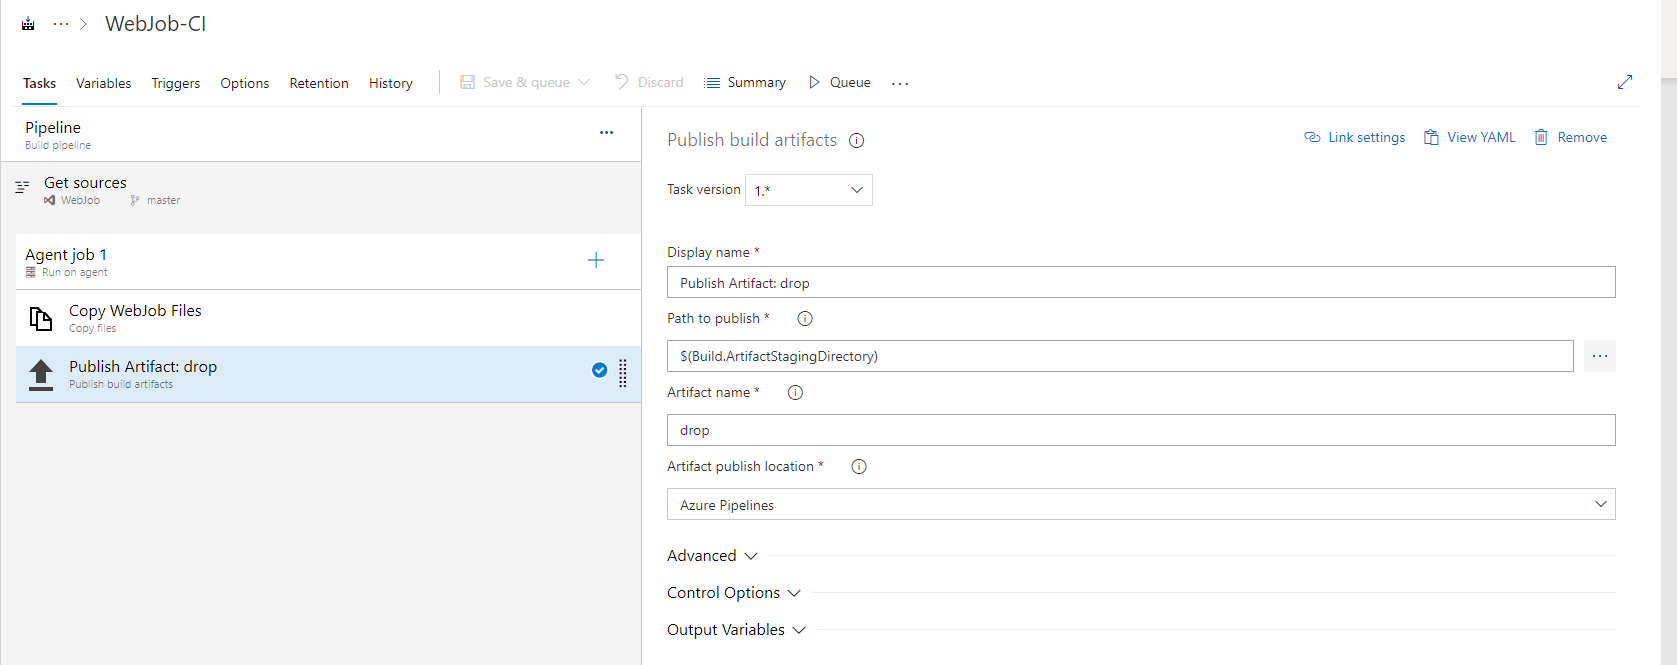 ... > WebJob-CI
Tasks Variables Triggers Options Retention History Save & queue Discard Summary Queue ...
Pipeline
Build pipeline
...
Get sources
WebJob master
Agent job 1
Run on agent
Copy WebJob Files
Copy files
Publish Artifact: drop
Publish build artifacts
Publish build artifacts
Link settings View YAML Remove
Task version 1.*
Display name *
Publish Artifact: drop
Path to publish *
$(Build.ArtifactStagingDirectory)
...
Artifact name *
drop
Artifact publish location *
Azure Pipelines
Advanced
Control Options
Output Variables